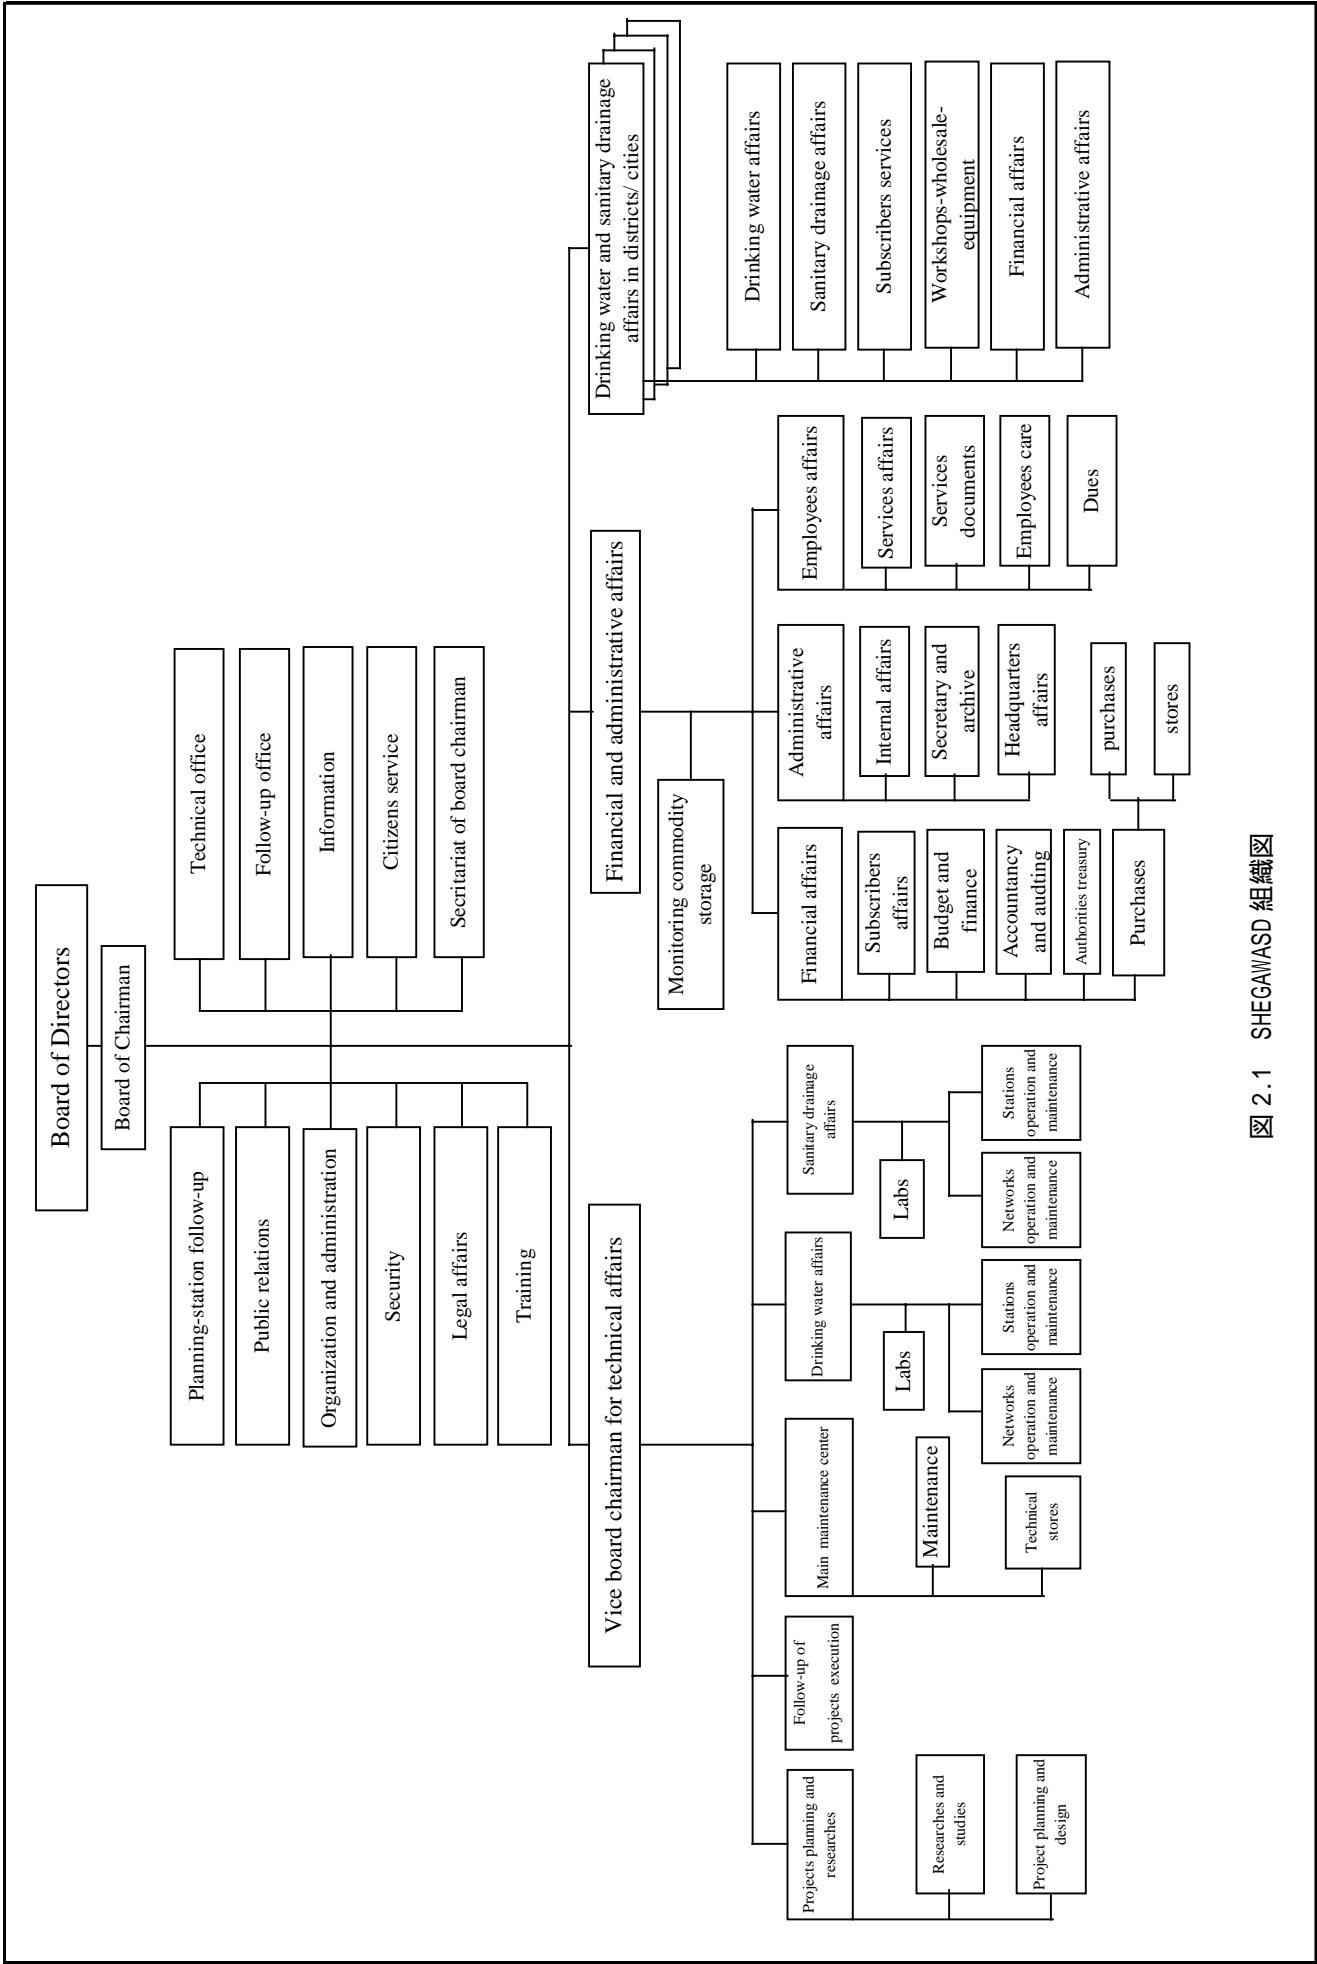 Board of Directors
Board of Chairman
Planning-station follow-up
Public relations
Organization and administration
Security
Legal affairs
Training
Technical office
Follow-up office
Information
Citizens service
Secritariat of board chairman
Vice board chairman for technical affairs
Financial and administrative affairs
Drinking water and sanitary drainage
affairs in districts/ cities
Projects planning and
researches
Researches and
studies
Project planning and
design
Follow-up of
projects execution
Main maintenance center
Maintenance
Technical
stores
Drinking water affairs
Labs
Networks
operation and
maintenance
Stations
operation and
maintenance
Sanitary drainage
affairs
Labs
Networks
operation and
maintenance
Stations
operation and
maintenance
Monitoring commodity
storage
Financial affairs
Subscribers
affairs
Budget and
finance
Accountancy
and audting
Authorities treasury
Purchases
purchases
stores
Administrative
affairs
Internal affairs
Secretary and
archive
Headquarters
affairs
Employees affairs
Services affairs
Services
documents
Employees care
Dues
Drinking water affairs
Sanitary drainage affairs
Subscribers services
Workshops-wholesale-
equipment
Financial affairs
Administrative affairs
図 2.1 SHEGAWASD 組織図